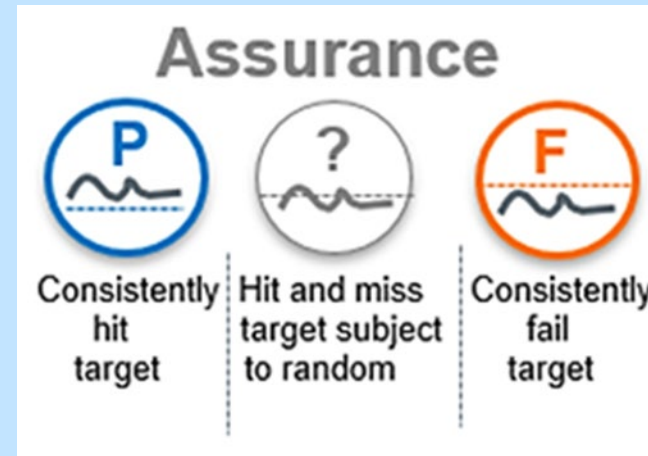 Assurance
P
?
F
Consistently
hit
target
Hit and miss
target subject
to random
Consistently
fail
target